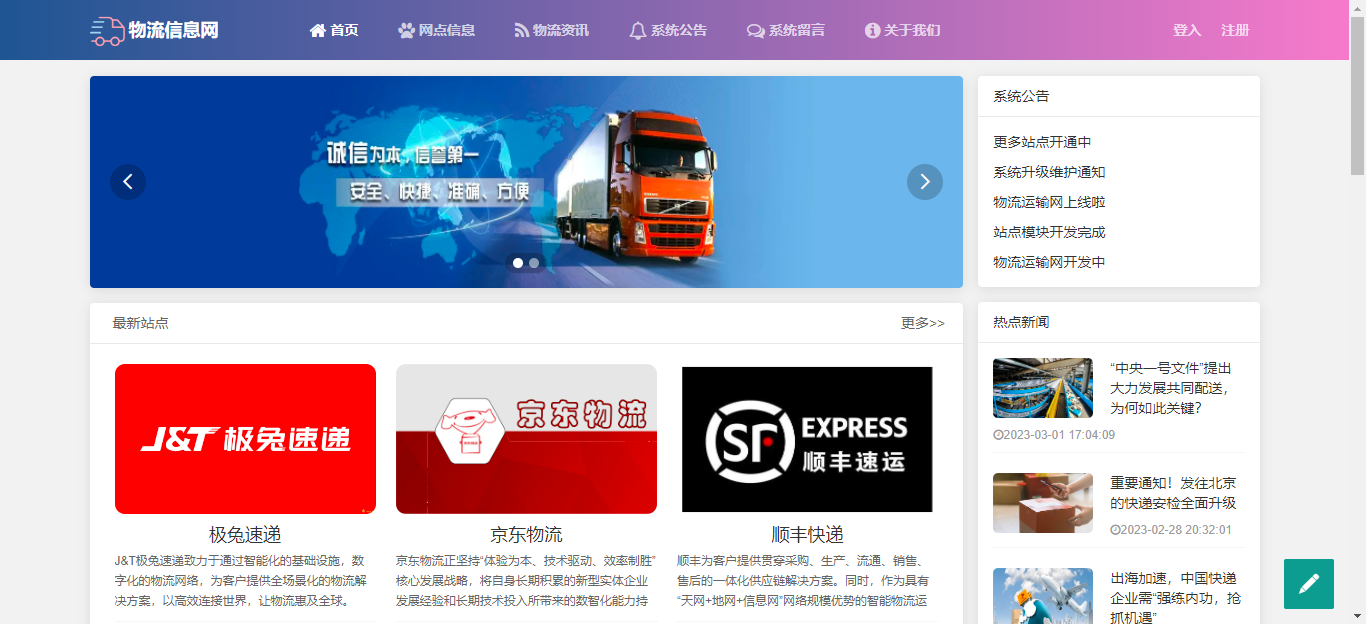 物流信息网
首页
网点信息
物流资讯
系统公告
系统留言
关于我们
登入
注册
诚信为本，信誉第一
安全、快捷、准确、方便
系统公告
更多站点开通中
系统升级维护通知
物流运输网上线啦
站点模块开发完成
物流运输网开发中
最新站点
更多>>
J&T 极兔速递
京东物流
SF EXPRESS
顺丰速运
极兔速递
J&T极兔速递致力于通过智能化的基础设施，数
字化的物流网络，为客户提供全场景化的物流解
决方案，以高效连接世界，让物流惠及全球。
京东物流
京东物流正坚持“体验为本、技术驱动、效率制胜”
核心发展战略，将自身长期积累的新型实体企业
发展经验和长期技术投入所带来的数智化能力持
顺丰快递
顺丰为客户提供贯穿采购、生产、流通、销售、
售后的一体化供应链解决方案。同时，作为具有
“天网+地网+信息网”网络规模优势的智能物流运
热点新闻
“中央一号文件”提出
大力发展共同配送，
为何如此关键？
2023-03-01 17:04:09
重要通知！发往北京
的快递安检全面升级
2023-02-28 20:32:01
出海加速，中国快递
企业需“强练内功，抢
抓机遇”